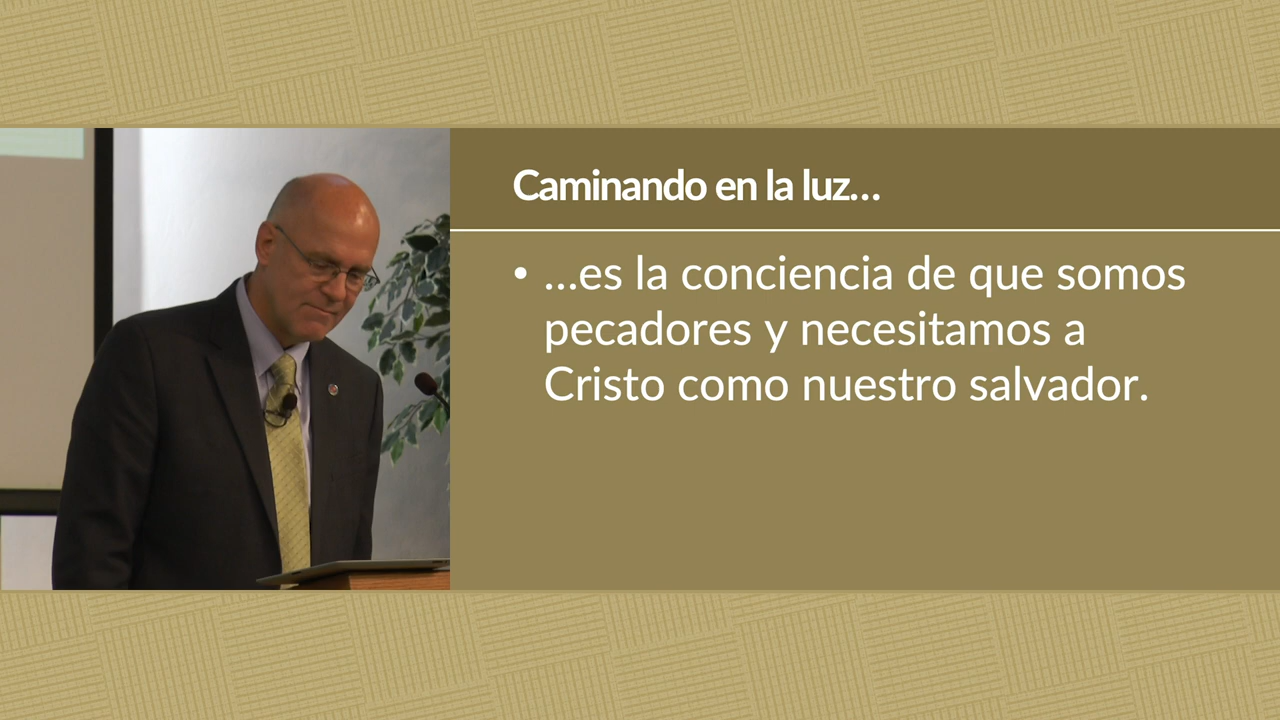 Caminando en la luz...
• ...es la conciencia de que somos
pecadores y necesitamos a
Cristo como nuestro salvador.